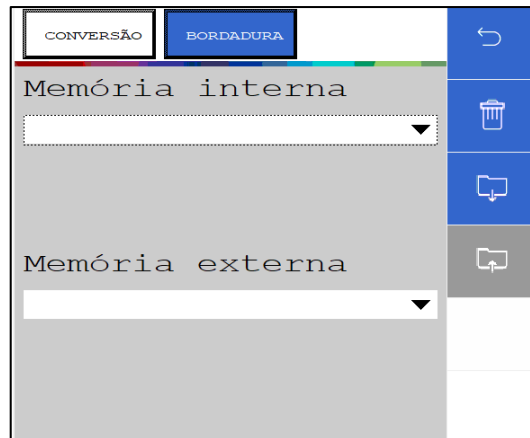 CONVERSÃO
BORDADURA
Memória interna
Memória externa